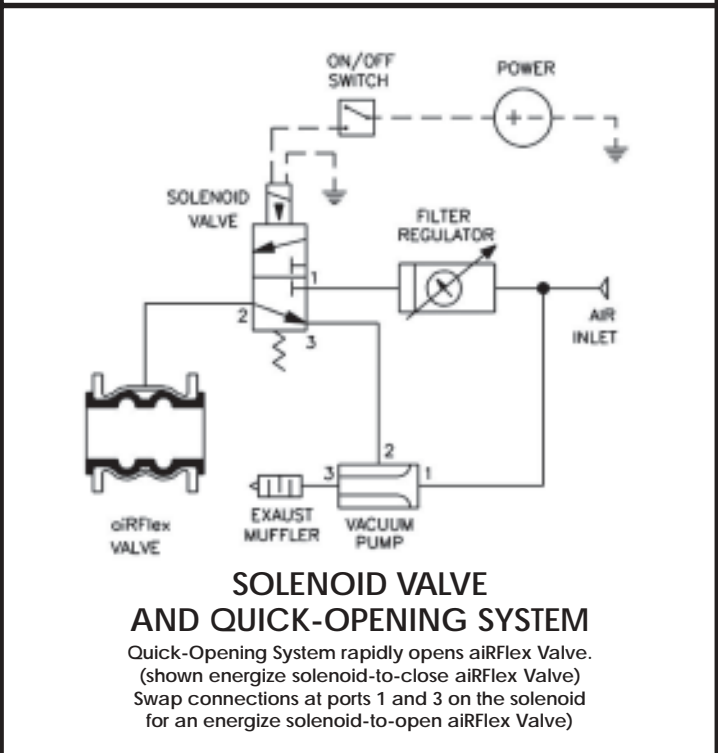 ON/OFF
SWITCH
POWER
SOLENOID
VALVE
FILTER
REGULATOR
1
2
3
AIR
INLET
2
3
1
EXAUST
MUFFLER
VACUUM
PUMP
aiRFlex
VALVE
SOLENOID VALVE
AND QUICK-OPENING SYSTEM
Quick-Opening System rapidly opens aiRFlex Valve.
(shown energize solenoid-to-close aiRFlex Valve)
Swap connections at ports 1 and 3 on the solenoid
for an energize solenoid-to-open aiRFlex Valve)